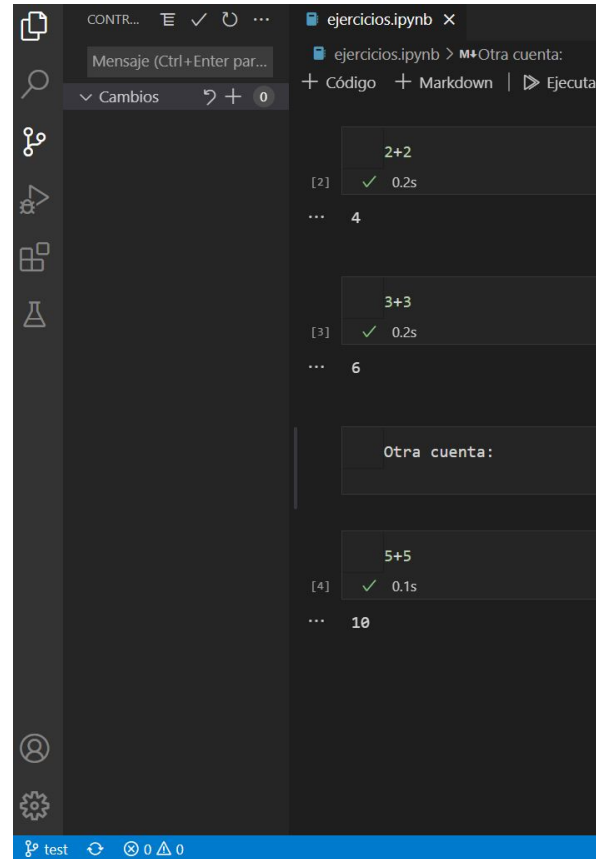 CONTR...
Mensaje (Ctrl+Enter par...
Cambios 0
ejercicios.ipynb
ejercicios.ipynb > M↓Otra cuenta:
+ Código + Markdown | Ejecuta
2+2
[2] ✓ 0.2s
... 4
3+3
[3] ✓ 0.2s
... 6
Otra cuenta:
5+5
[4] ✓ 0.1s
... 10
test 0 0